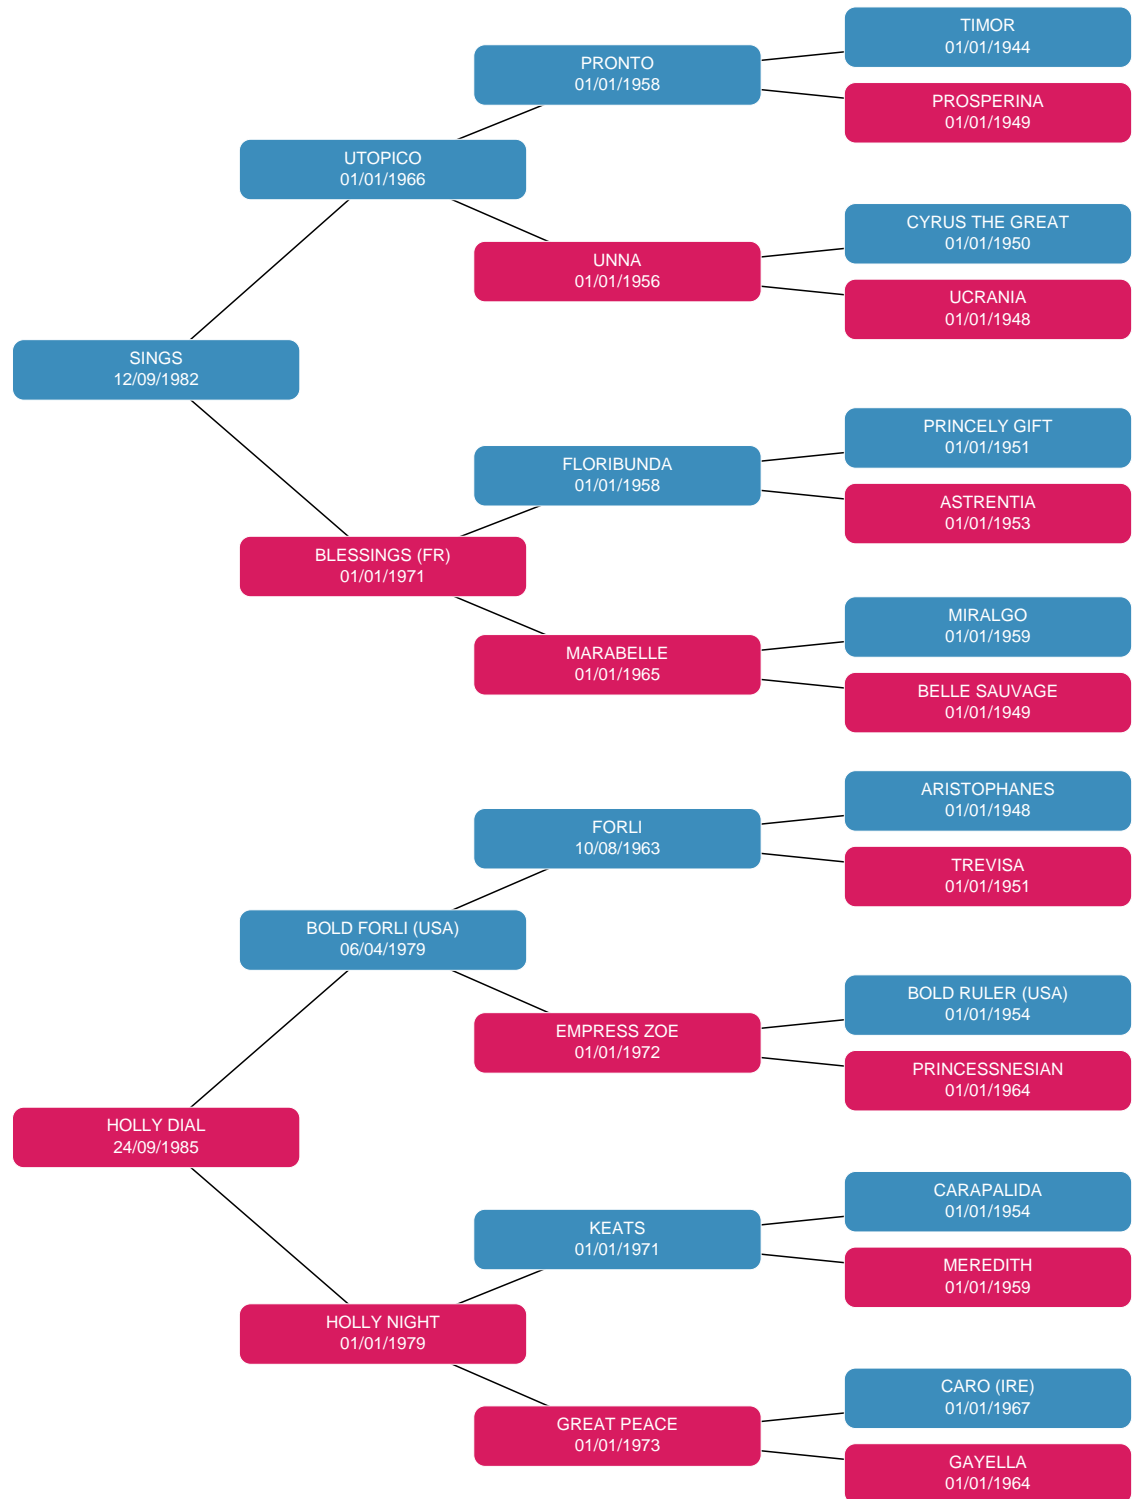 TIMOR
01/01/1944
PRONTO
01/01/1958
PROSPERINA
01/01/1949
UTOPICO
01/01/1966
CYRUS THE GREAT
01/01/1950
UNNA
01/01/1956
UCRANIA
01/01/1948
SINGS
12/09/1982
PRINCELY GIFT
01/01/1951
FLORIBUNDA
01/01/1958
ASTRENTIA
01/01/1953
BLESSINGS (FR)
01/01/1971
MIRALGO
01/01/1959
MARABELLE
01/01/1965
BELLE SAUVAGE
01/01/1949
ARISTOPHANES
01/01/1948
FORLI
10/08/1963
TREVISA
01/01/1951
BOLD FORLI (USA)
06/04/1979
BOLD RULER (USA)
01/01/1954
EMPRESS ZOE
01/01/1972
PRINCESSNESIAN
01/01/1964
HOLLY DIAL
24/09/1985
CARAPALIDA
01/01/1954
KEATS
01/01/1971
MEREDITH
01/01/1959
HOLLY NIGHT
01/01/1979
CARO (IRE)
01/01/1967
GREAT PEACE
01/01/1973
GAYELLA
01/01/1964